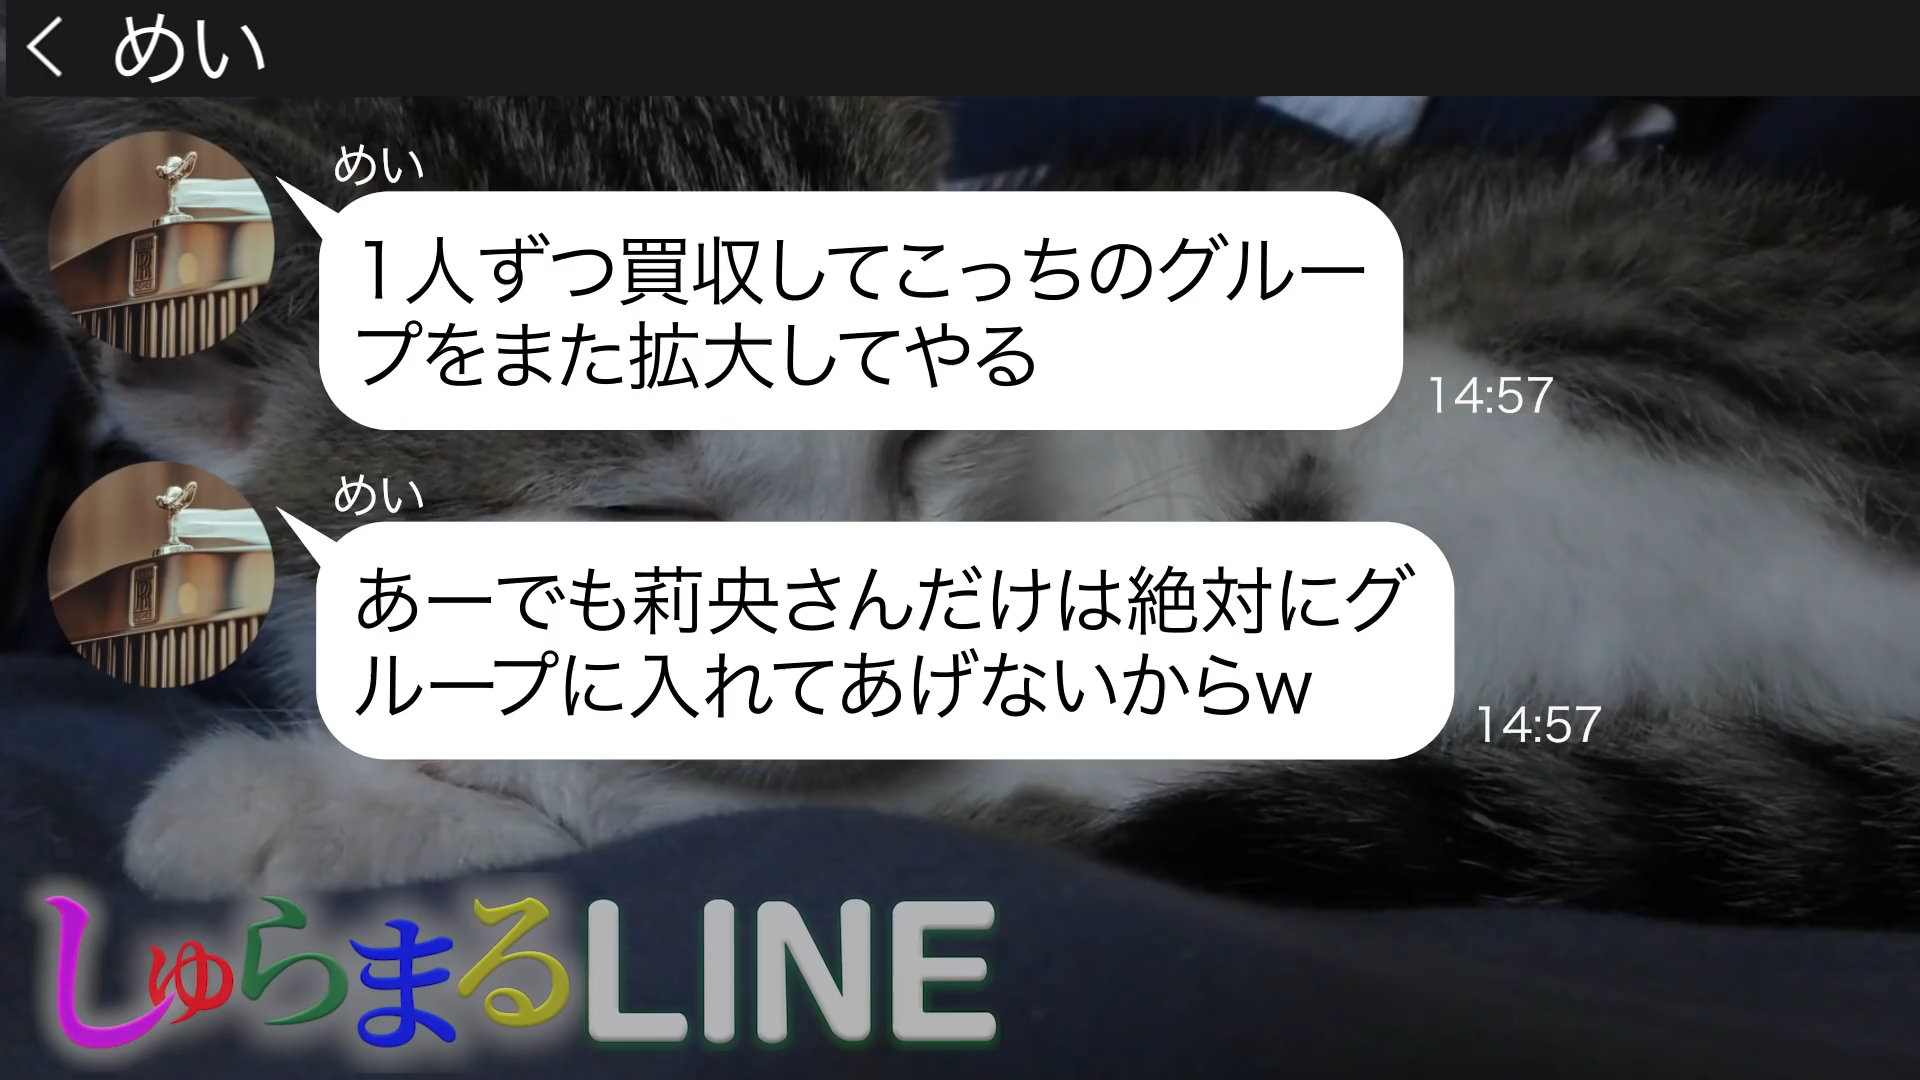 めい
めい
1人ずつ買収してこっちのグルー
プをまた拡大してやる
14:57
めい
あーでも莉央さんだけは絶対にグ
ループに入れてあげないからw
14:57
しゅらまるLINE